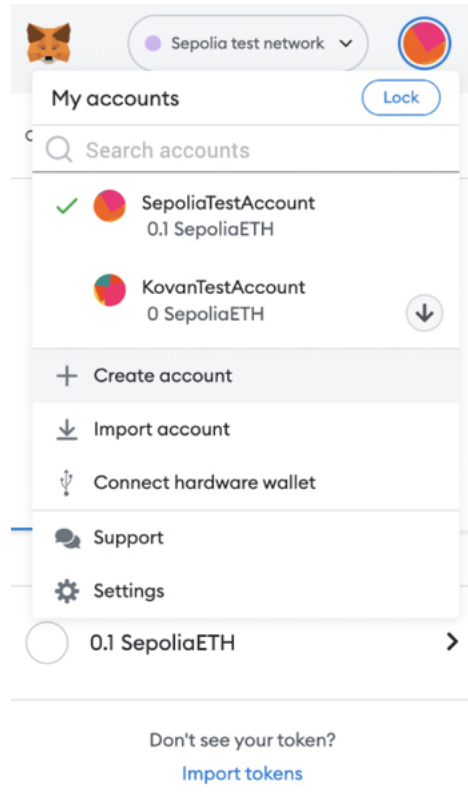 Sepolia test network
My accounts
Lock
Search accounts
SepoliaTestAccount
0.1 SepoliaETH
KovanTestAccount
0 SepoliaETH
Create account
Import account
Connect hardware wallet
Support
Settings
0.1 SepoliaETH
Don't see your token?
Import tokens